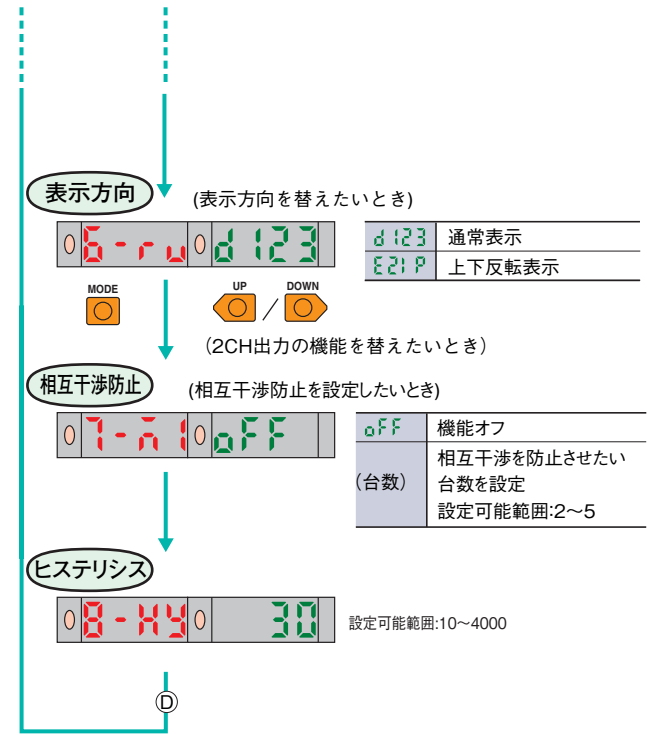 表示方向
(表示方向を替えたいとき)
6-rv d123
d123 通常表示
E21P 上下反転表示
MODE UP / DOWN
(2CH出力の機能を替えたいとき)
相互干渉防止
(相互干渉防止を設定したいとき)
7-m1 oFF
oFF 機能オフ
(台数) 相互干渉を防止させたい
台数を設定
設定可能範囲:2〜5
ヒステリシス
8-HY 30
設定可能範囲:10〜4000
D